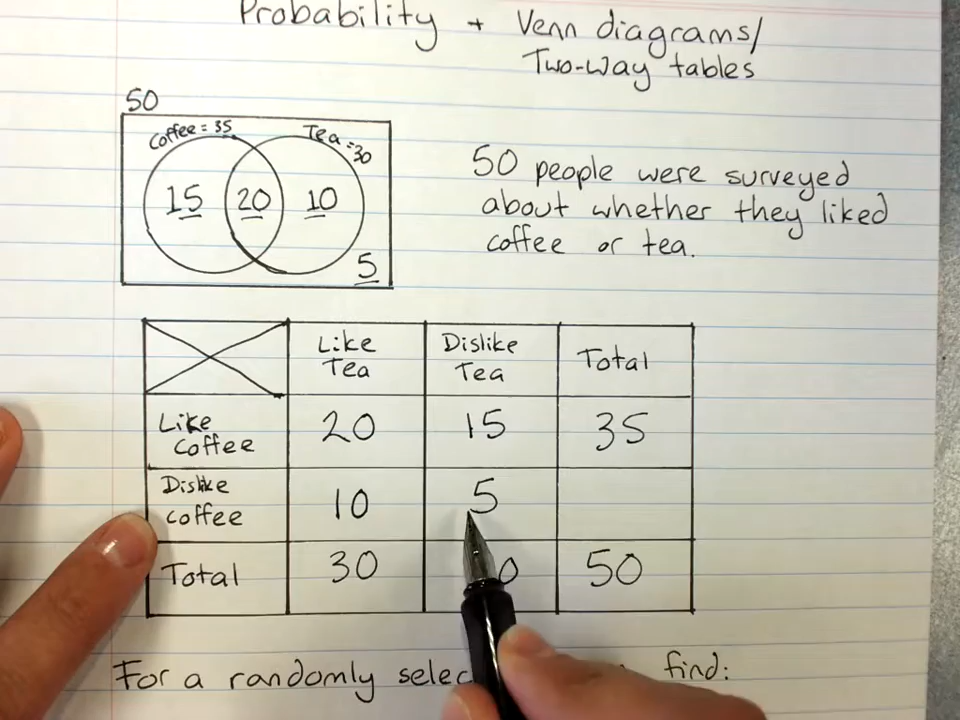 Probability + Venn diagrams/
Two-way tables
50
Coffee = 35 Tea = 30
15 20 10
5
50 people were surveyed
about whether they liked
coffee or tea.
Like Tea Dislike Tea Total
Like coffee 20 15 35
Dislike coffee 10 5
Total 30 50
For a randomly find: